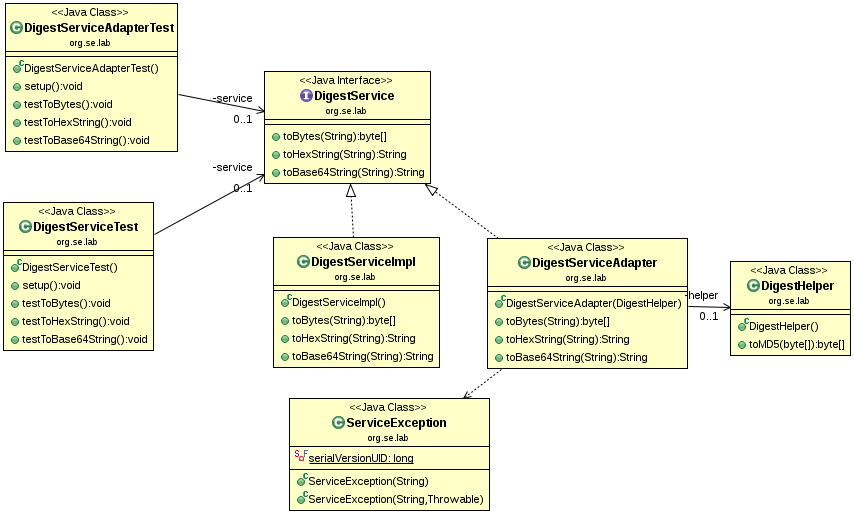 <<Java Class>>
DigestServiceAdapterTest
org.se.lab
DigestServiceAdapterTest()
setup():void
testToBytes():void
testToHexString():void
testToBase64String():void
-service
0..1
<<Java Interface>>
DigestService
org.se.lab
toBytes(String):byte[]
toHexString(String):String
toBase64String(String):String
-service
0..1
<<Java Class>>
DigestServiceTest
org.se.lab
DigestServiceTest()
setup():void
testToBytes():void
testToHexString():void
testToBase64String():void
<<Java Class>>
DigestServiceImpl
org.se.lab
DigestServiceImpl()
toBytes(String):byte[]
toHexString(String):String
toBase64String(String):String
<<Java Class>>
DigestServiceAdapter
org.se.lab
DigestServiceAdapter(DigestHelper)
toBytes(String):byte[]
toHexString(String):String
toBase64String(String):String
-helper
0..1
<<Java Class>>
DigestHelper
org.se.lab
DigestHelper()
toMD5(byte[]):byte[]
<<Java Class>>
ServiceException
org.se.lab
serialVersionUID: long
ServiceException(String)
ServiceException(String,Throwable)